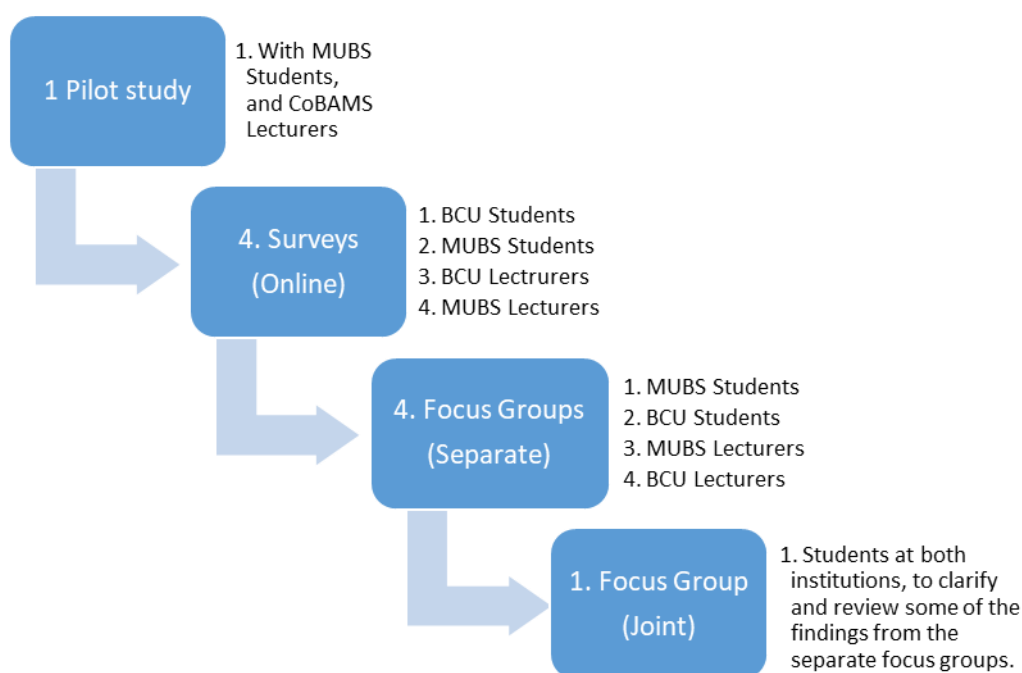 1 Pilot study
1. With MUBS
Students,
and CoBAMS
Lecturers
4. Surveys
(Online)
1. BCU Students
2. MUBS Students
3. BCU Lectrurers
4. MUBS Lecturers
4. Focus Groups
(Separate)
1. MUBS Students
2. BCU Students
3. MUBS Lecturers
4. BCU Lecturers
1. Focus Group
(Joint)
1. Students at both
institutions, to clarify
and review some of the
findings from the
separate focus groups.